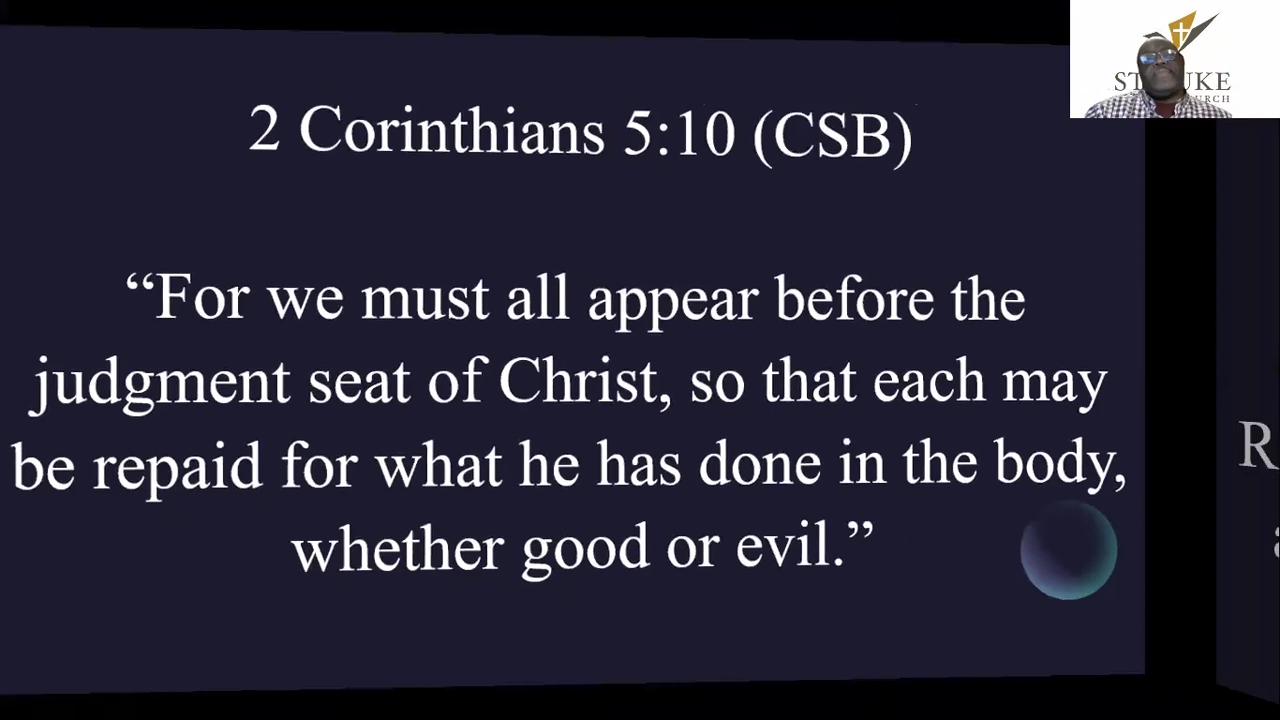 2 Corinthians 5:10 (CSB)
“For we must all appear before the
judgment seat of Christ, so that each may
be repaid for what he has done in the body,
whether good or evil.”
R